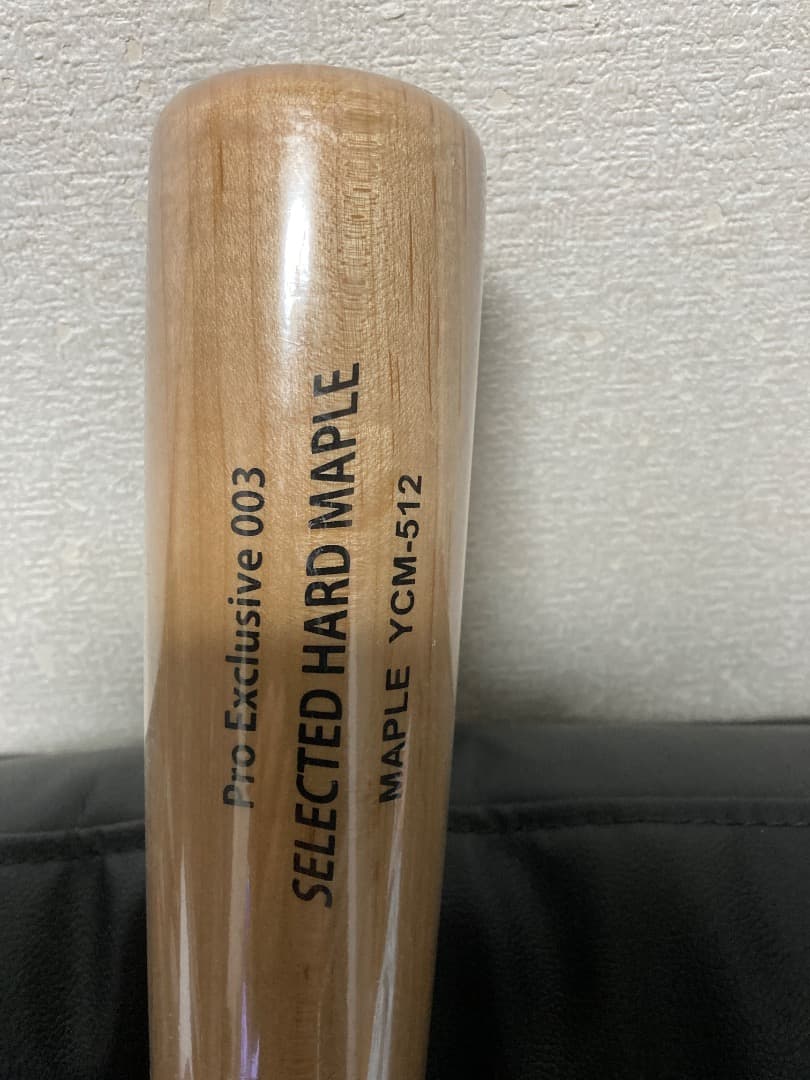 Pro Exclusive 003
SELECTED HARD MAPLE
MAPLE YCM-512